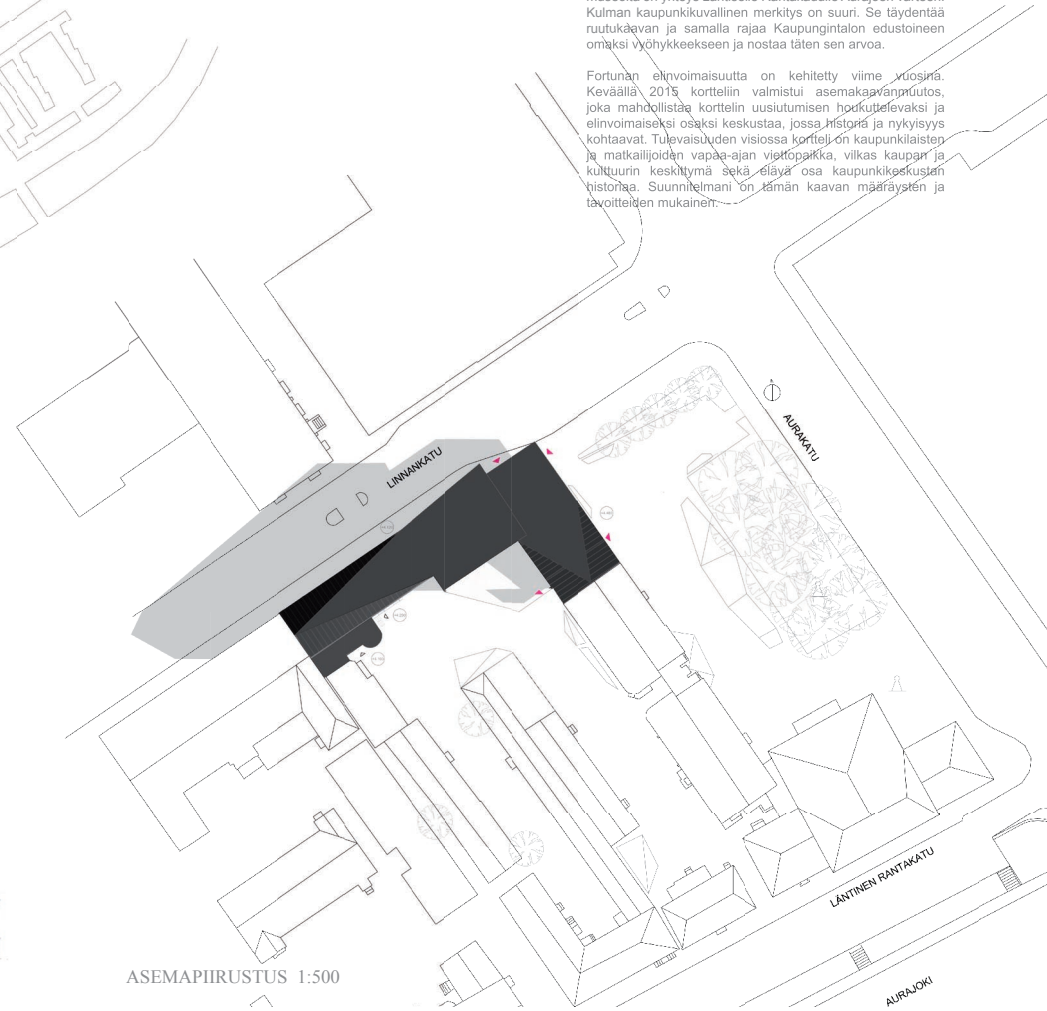 Kulman kaupunkikuvallinen merkitys on suuri. Se täydentää
ruutukaavan ja samalla rajaa Kaupungintalon edustoineen
omaksi vyöhykkeekseen ja nostaa täten sen arvoa.
Fortunan elinvoimaisuutta on kehitetty viime vuosina.
Keväällä 2015 kortteliin valmistui asemakaavanmuutos,
joka mahdollistaa korttelin uusiutumisen houkuttelevaksi ja
elinvoimaiseksi osaksi keskustaa, jossa historia ja nykyisyys
kohtaavat. Tulevaisuuden visiossa kortteli on kaupunkilaisten
ja matkailijoiden vapaa-ajan viettopaikka, vilkas kaupan ja
kulttuurin keskittymä sekä elävä osa kaupunkikeskustan
historiaa. Suunnitelmani on tämän kaavan määräysten ja
tavoitteiden mukainen.
AURAKATU
LINNANKATU
LÄNTINEN RANTAKATU
ASEMAPIIRUSTUS 1:500
AURAJOKI